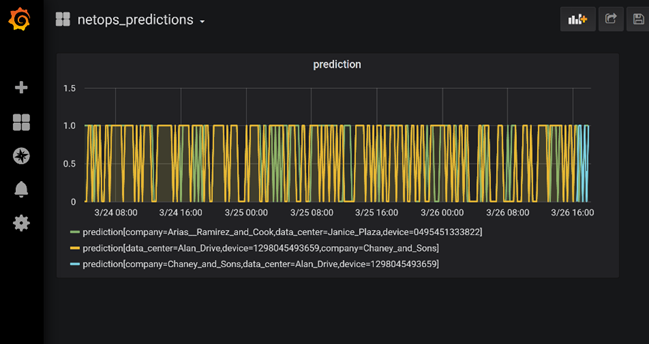 netops_predictions
prediction
1.5
1.0
0.5
0
3/24 08:00 3/24 16:00 3/25 00:00 3/25 08:00 3/25 16:00 3/26 00:00 3/26 08:00 3/26 16:00
prediction[company=Arias__Ramirez_and_Cook,data_center=Janice_Plaza,device=0495451333822]
prediction[data_center=Alan_Drive,device=1298045493659,company=Chaney_and_Sons]
prediction[company=Chaney_and_Sons,data_center=Alan_Drive,device=1298045493659]